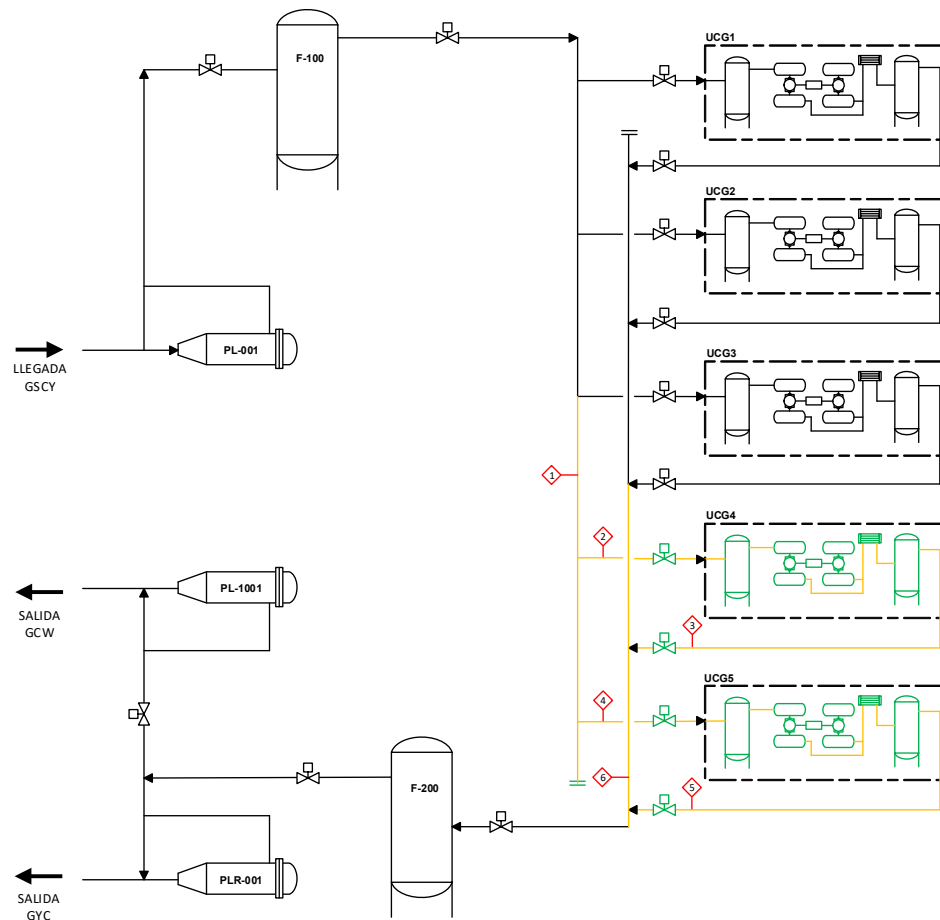 UCG1
F-100
UCG2
PL-001
LLEGADA
GSCY
UCG3
1
UCG4
2
PL-1001
SALIDA
GCW
3
UCG5
4
6
F-200
5
PLR-001
SALIDA
GYC